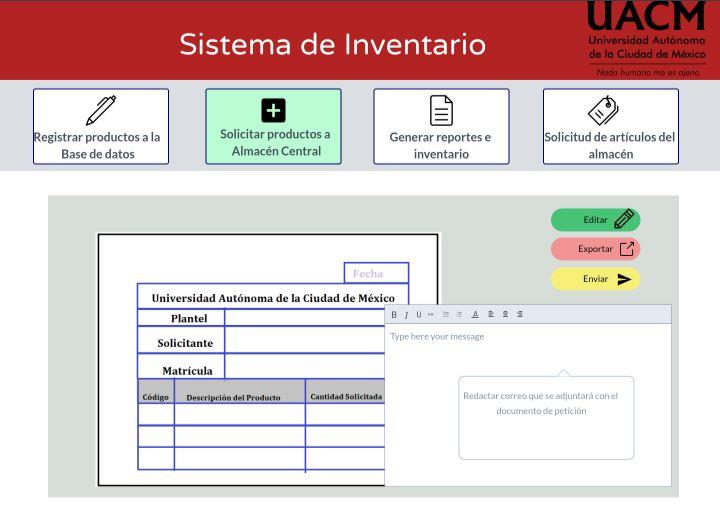 Sistema de Inventario
UACM
Universidad Autónoma
de la Ciudad de México
Nada humano me es ajeno
Registrar productos a la
Base de datos
Solicitar productos a
Almacén Central
Generar reportes e
inventario
Solicitud de artículos del
almacén
Editar
Exportar
Enviar
Fecha
Universidad Autónoma de la Ciudad de México
Plantel
Solicitante
Matrícula
Código Descripción del Producto Cantidad Solicitada
B I U
A
Type here your message
Redactar correo que se adjuntará con el
documento de petición